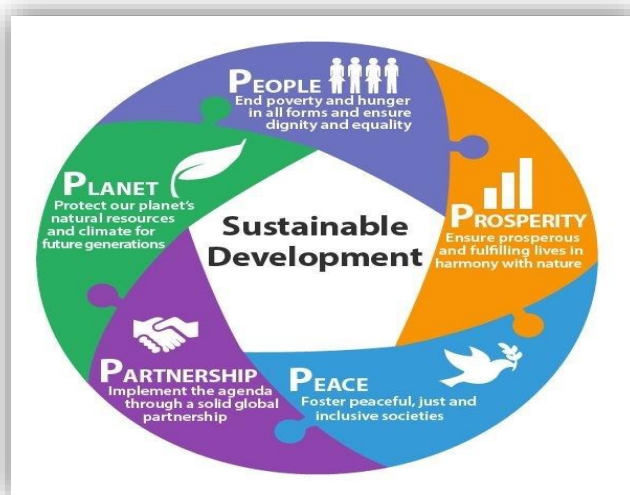 PEOPLE
End poverty and hunger
in all forms and ensure
dignity and equality
PROSPERITY
Ensure prosperous
and fulfilling lives in
harmony with nature
PEACE
Foster peaceful, just and
inclusive societies
PARTNERSHIP
Implement the agenda
through a solid global
partnership
PLANET
Protect our planet's
natural resources
and climate for
future generations
Sustainable
Development